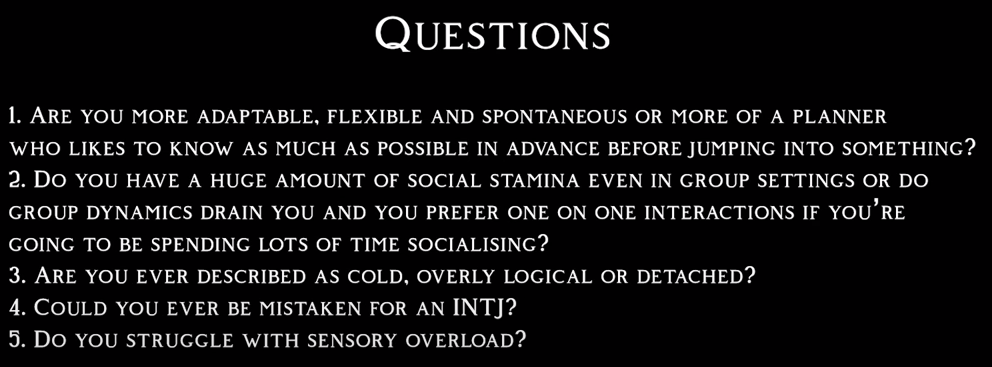 Questions
1. Are you more adaptable, flexible and spontaneous or more of a planner
who likes to know as much as possible in advance before jumping into something?
2. Do you have a huge amount of social stamina even in group settings or do
group dynamics drain you and you prefer one on one interactions if you're
going to be spending lots of time socialising?
3. Are you ever described as cold, overly logical or detached?
4. Could you ever be mistaken for an INTJ?
5. Do you struggle with sensory overload?